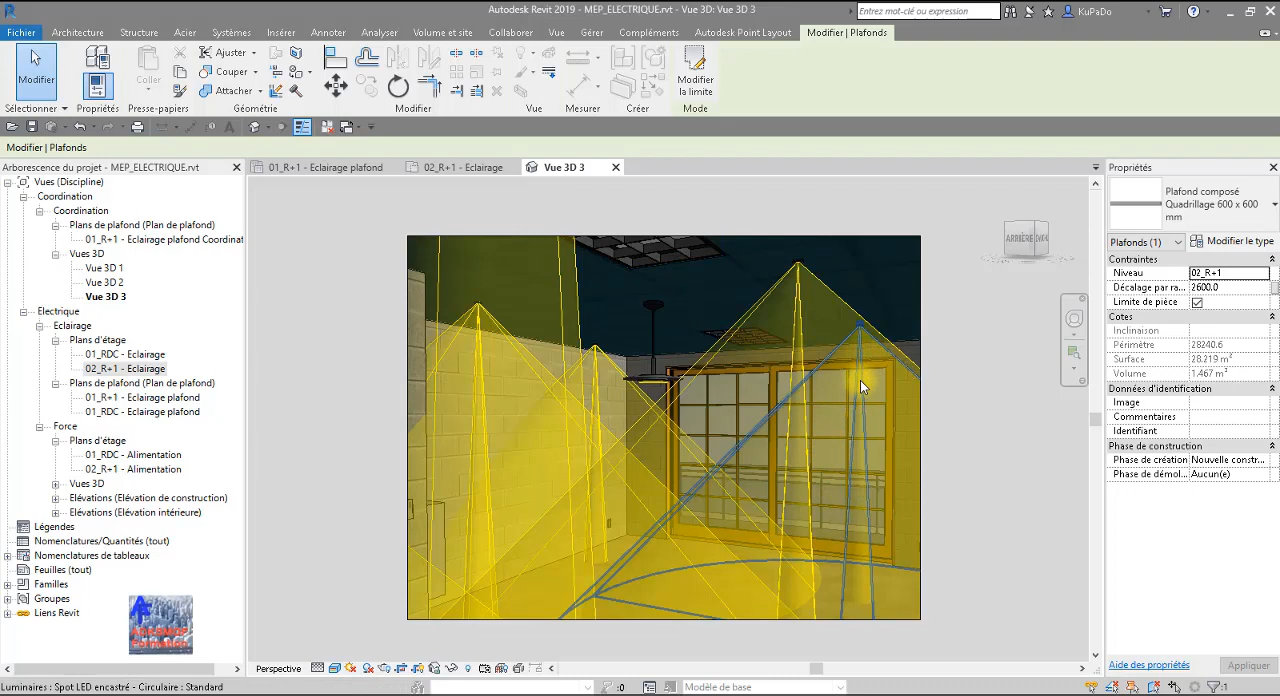 Autodesk Revit 2019 - MEP_ELECTRIQUE.rvt - Vue 3D: Vue 3D 3
Entrez mot-clé ou expression
KuPaDo
Fichier Architecture Structure Acier Systèmes Insérer Annoter Analyser Volume et site Collaborer Vue Gérer Compléments Autodesk Point Layout Modifier | Plafonds
Modifier
Coller
Ajuster
Couper
Attacher
Modifier
la limite
Sélectionner Propriétés Presse-papiers Géométrie Modifier Vue Mesurer Créer Mode
Modifier | Plafonds
Arborescence du projet - MEP_ELECTRIQUE.rvt
Vues (Discipline)
Coordination
Coordination
Plans de plafond (Plan de plafond)
01_R+1 - Eclairage plafond Coordinat
Vues 3D
Vue 3D 1
Vue 3D 2
Vue 3D 3
Electrique
Eclairage
Plans d'étage
01_RDC - Eclairage
02_R+1 - Eclairage
Plans de plafond (Plan de plafond)
01_R+1 - Eclairage plafond
01_RDC - Eclairage plafond
Force
Plans d'étage
01_RDC - Alimentation
02_R+1 - Alimentation
Vues 3D
Elévations (Elévation de construction)
Elévations (Elévation intérieure)
Légendes
Nomenclatures/Quantités (tout)
Nomenclatures de tableaux
Feuilles (tout)
Familles
Groupes
Liens Revit
01_R+1 - Eclairage plafond
02_R+1 - Eclairage
Vue 3D 3
ARRIÈRE
Perspective
Propriétés
Plafond composé
Quadrillage 600 x 600
mm
Plafonds (1) Modifier le type
Contraintes
Niveau 02_R+1
Décalage par ra... 2600.0
Limite de pièce
Cotes
Inclinaison
Périmètre 28240.6
Surface 28.219 m²
Volume 1.467 m³
Données d'identification
Image
Commentaires
Identifiant
Phase de construction
Phase de création Nouvelle constr...
Phase de démol... Aucun(e)
Aide des propriétés Appliquer
Luminaires : Spot LED encastré - Circulaire : Standard
:0
Modèle de base
:1